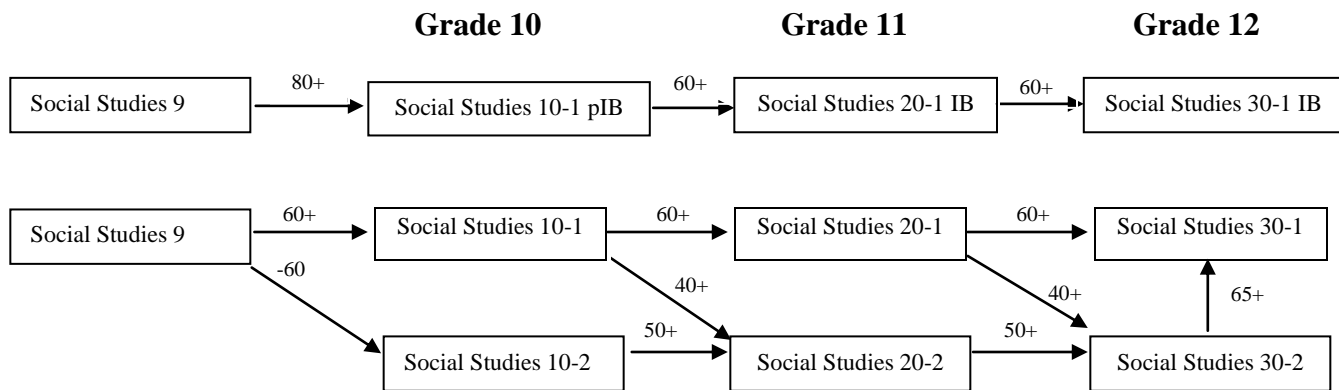 Grade 10 Grade 11 Grade 12
80+ 60+ 60+
Social Studies 9 Social Studies 10-1 pIB Social Studies 20-1 IB Social Studies 30-1 IB
60+ 60+ 60+
Social Studies 9 Social Studies 10-1 Social Studies 20-1 Social Studies 30-1
-60 40+ 40+ 65+
50+ 50+
Social Studies 10-2 Social Studies 20-2 Social Studies 30-2